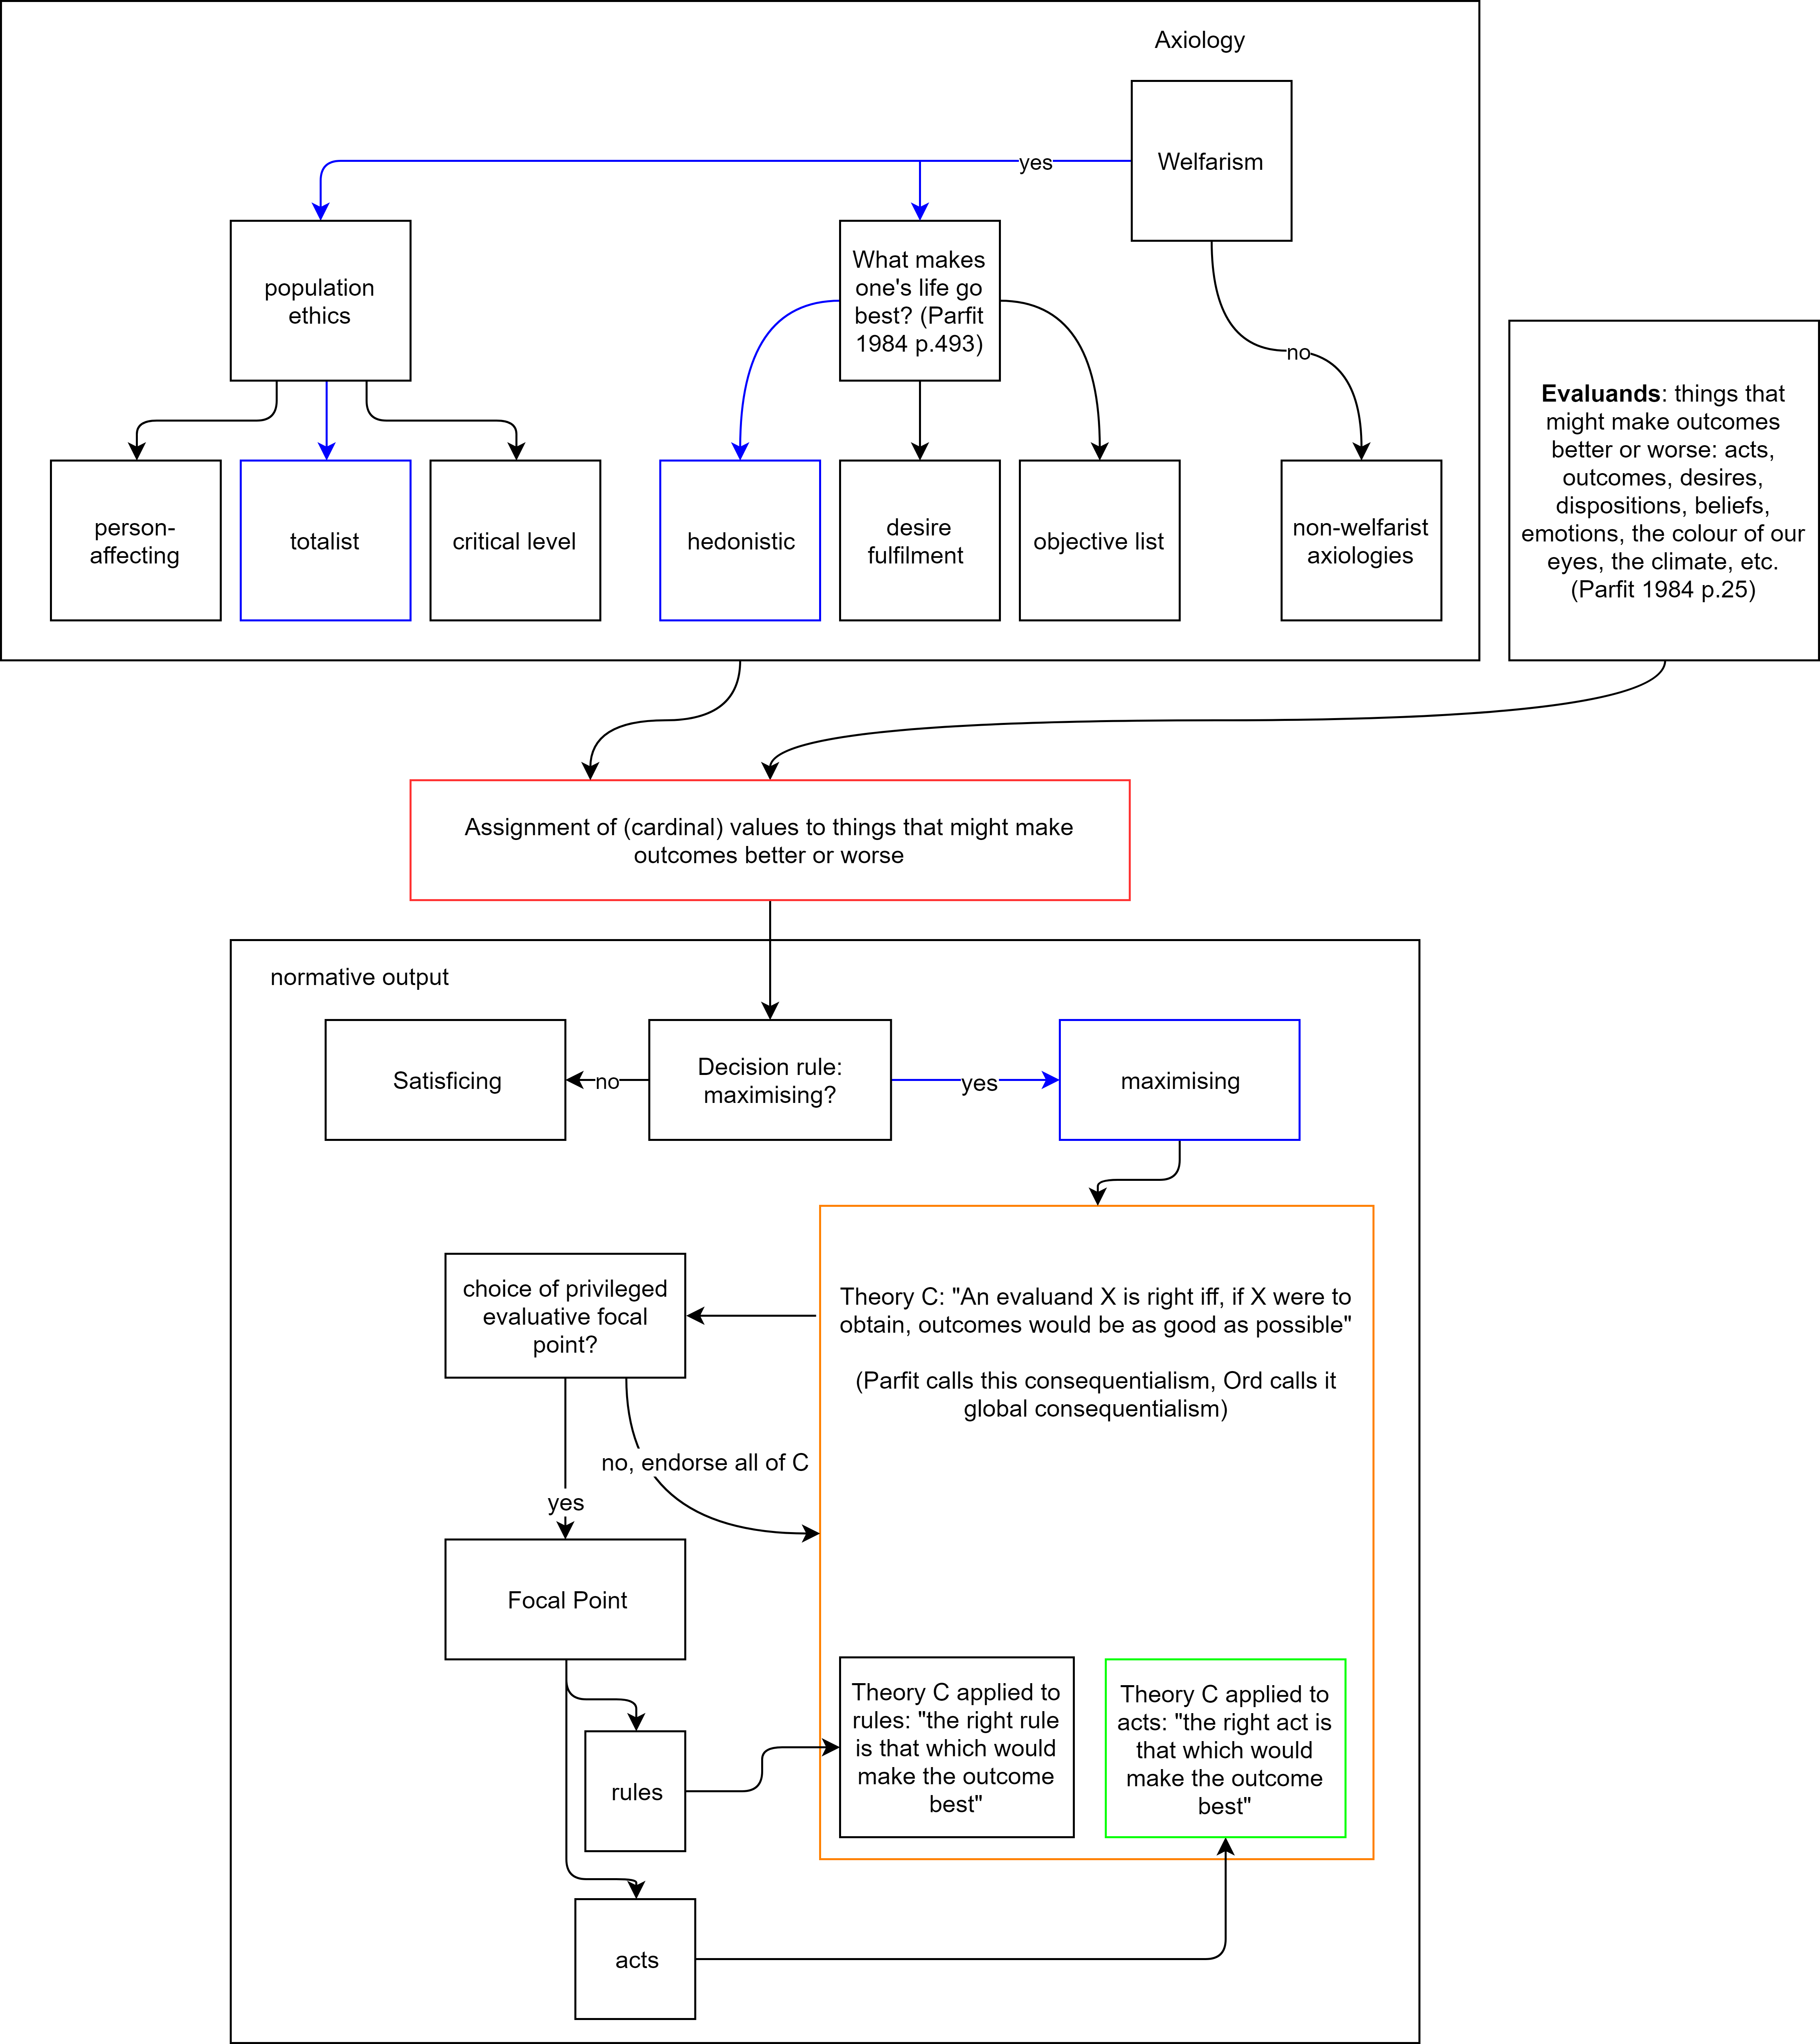 Axiology
Welfarism
yes
population
ethics
What makes
one's life go
best? (Parfit
1984 p.493)
no
person-
affecting
totalist
critical level
hedonistic
desire
fulfilment
objective list
non-welfarist
axiologies
Evaluands: things that
might make outcomes
better or worse: acts,
outcomes, desires,
dispositions, beliefs,
emotions, the colour of our
eyes, the climate, etc.
(Parfit 1984 p.25)
Assignment of (cardinal) values to things that might make
outcomes better or worse
normative output
Satisficing
no
Decision rule:
maximising?
yes
maximising
choice of privileged
evaluative focal
point?
Theory C: "An evaluand X is right iff, if X were to
obtain, outcomes would be as good as possible"
(Parfit calls this consequentialism, Ord calls it
global consequentialism)
no, endorse all of C
yes
Focal Point
rules
Theory C applied to
rules: "the right rule
is that which would
make the outcome
best"
Theory C applied to
acts: "the right act is
that which would
make the outcome
best"
acts